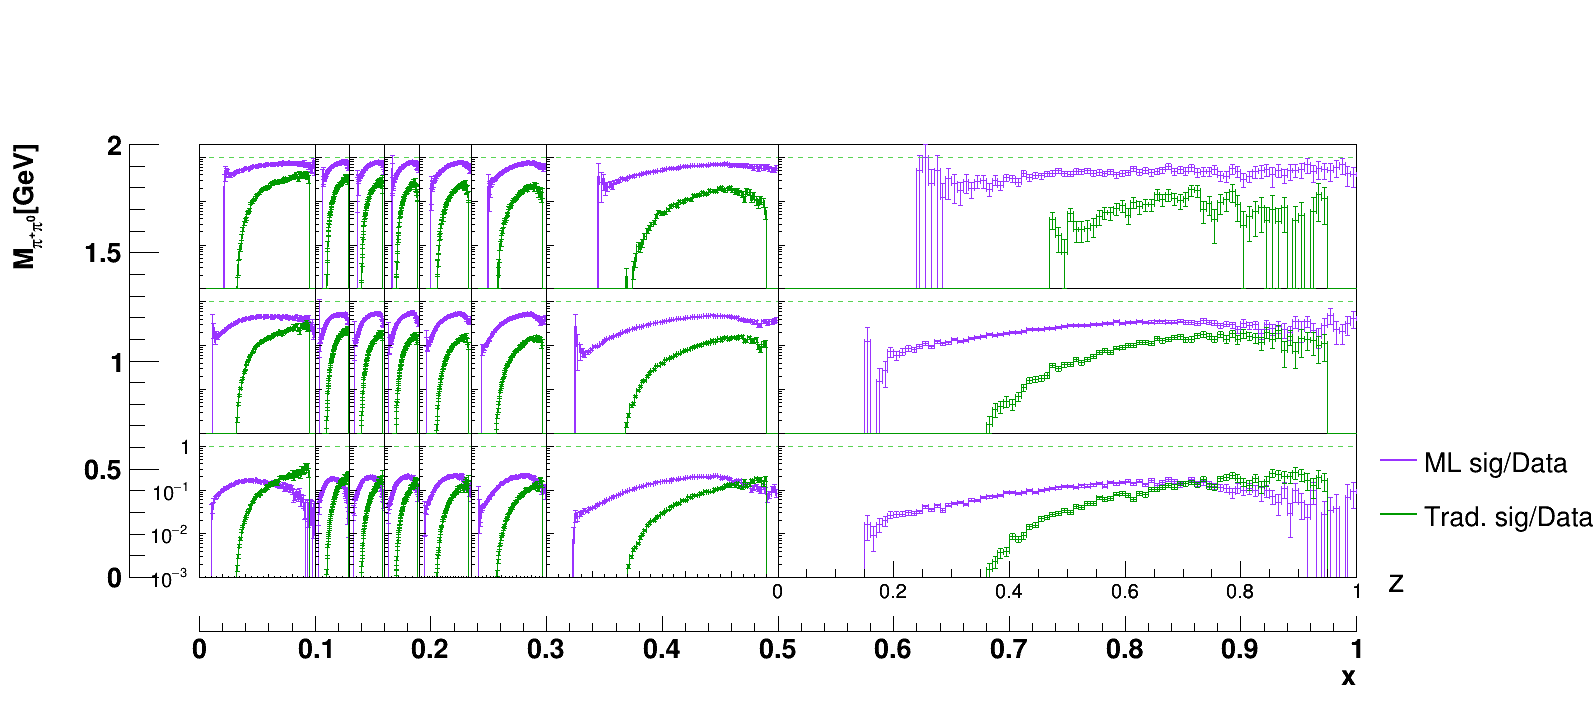 M_{π⁺π⁰}[GeV]
2
1.5
1
0.5
0
1
10⁻¹
10⁻²
10⁻³
0 0.2 0.4 0.6 0.8 1 z
0 0.1 0.2 0.3 0.4 0.5 0.6 0.7 0.8 0.9 1
x
ML sig/Data
Trad. sig/Data